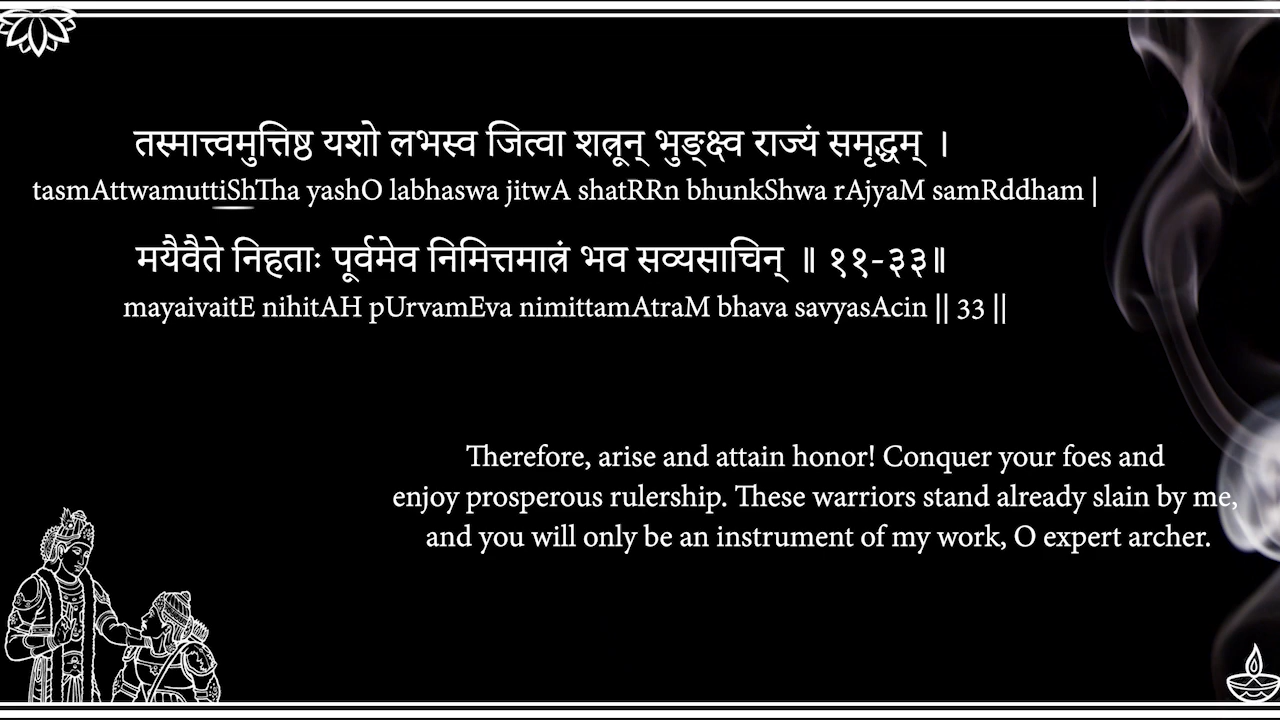 तस्मात्त्वमुत्तिष्ठ यशो लभस्व जित्वा शत्रून् भुङ्क्ष्व राज्यं समृद्धम् ।
tasmAttwamuttiShTha yashO labhaswa jitwA shatRRn bhunkShwa rAjyaM samRddham |
मयैवैते निहताः पूर्वमेव निमित्तमात्रं भव सव्यसाचिन् ॥ ११-३३॥
mayaivaitE nihitAH pUrvamEva nimittamAtraM bhava savyasAcin || 33 ||
Therefore, arise and attain honor! Conquer your foes and
enjoy prosperous rulership. These warriors stand already slain by me,
and you will only be an instrument of my work, O expert archer.